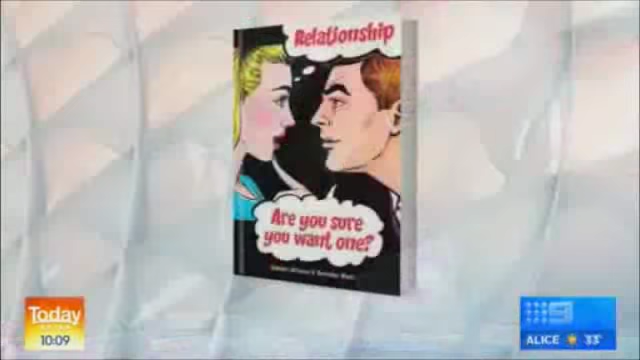 Relationship
Are you sure
you want one?
Today
10:09
9
ALICE 33°